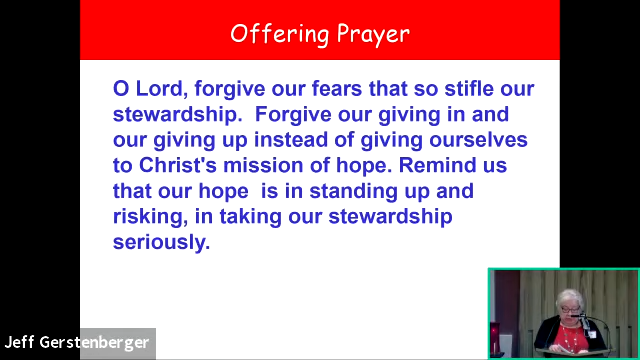 Offering Prayer
O Lord, forgive our fears that so stifle our
stewardship.  Forgive our giving in and
our giving up instead of giving ourselves
to Christ's mission of hope. Remind us
that our hope  is in standing up and
risking, in taking our stewardship
seriously.
Jeff Gerstenberger